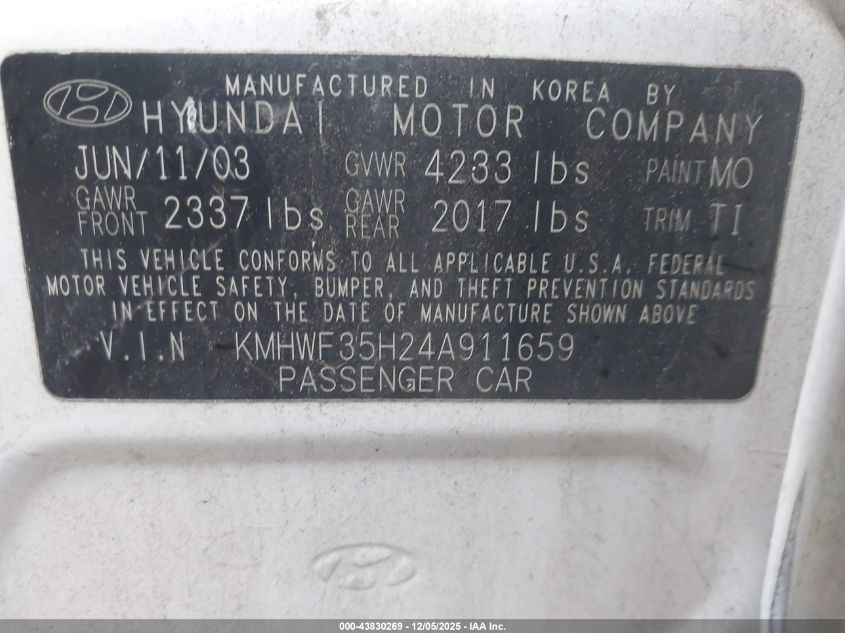 MANUFACTURED IN KOREA BY
HYUNDAI MOTOR COMPANY
JUN/11/03 GVWR 4233 lbs PAINT MO
GAWR FRONT 2337 lbs GAWR REAR 2017 lbs TRIM TI
THIS VEHICLE CONFORMS TO ALL APPLICABLE U.S.A. FEDERAL
MOTOR VEHICLE SAFETY, BUMPER, AND THEFT PREVENTION STANDARDS
IN EFFECT ON THE DATE OF MANUFACTURE SHOWN ABOVE
V.I.N KMHWF35H24A911659
PASSENGER CAR
000-43830269 - 12/05/2025 - IAA Inc.